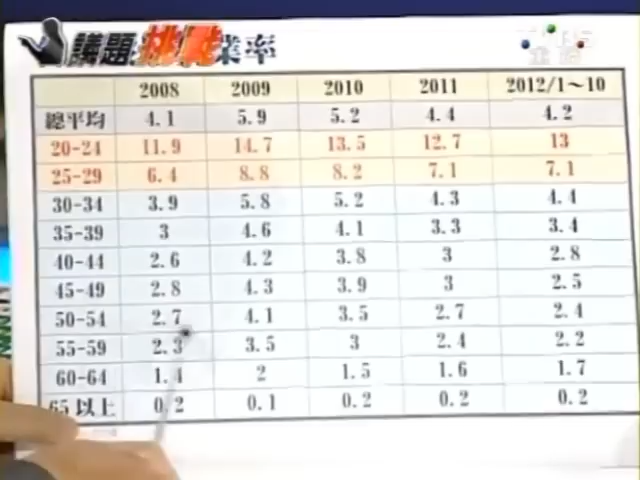 議題挑戰業率
2008 2009 2010 2011 2012/1~10
總平均 4.1 5.9 5.2 4.4 4.2
20-24 11.9 14.7 13.5 12.7 13
25-29 6.4 8.8 8.2 7.1 7.1
30-34 3.9 5.8 5.2 4.3 4.4
35-39 3 4.6 4.1 3.3 3.4
40-44 2.6 4.2 3.8 3 2.8
45-49 2.8 4.3 3.9 3 2.5
50-54 2.7 4.1 3.5 2.7 2.4
55-59 2.3 3.5 3 2.4 2.2
60-64 1.4 2 1.5 1.6 1.7
65以上 0.2 0.1 0.2 0.2 0.2